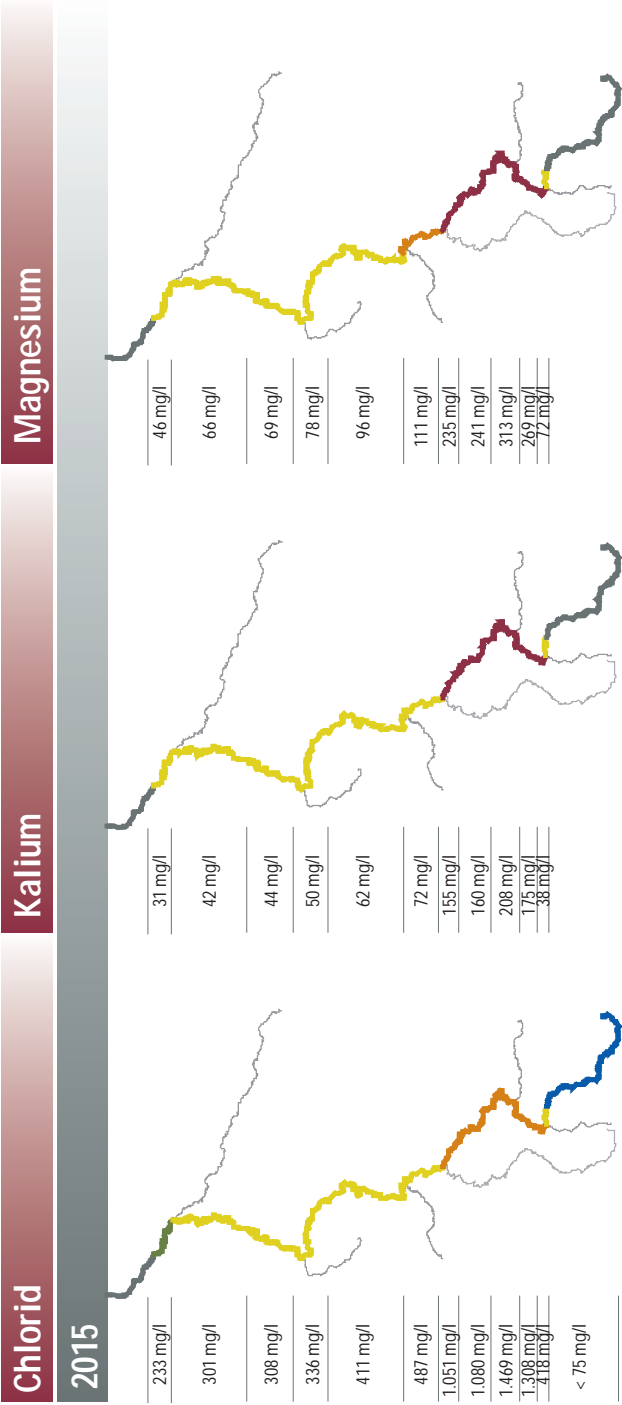 Chlorid
Kalium
Magnesium
2015
233 mg/l
301 mg/l
308 mg/l
336 mg/l
411 mg/l
487 mg/l
1.051 mg/l
1.080 mg/l
1.469 mg/l
1.308 mg/l
418 mg/l
< 75 mg/l
31 mg/l
42 mg/l
44 mg/l
50 mg/l
62 mg/l
72 mg/l
155 mg/l
160 mg/l
208 mg/l
175 mg/l
38 mg/l
46 mg/l
66 mg/l
69 mg/l
78 mg/l
96 mg/l
111 mg/l
235 mg/l
241 mg/l
313 mg/l
269 mg/l
72 mg/l